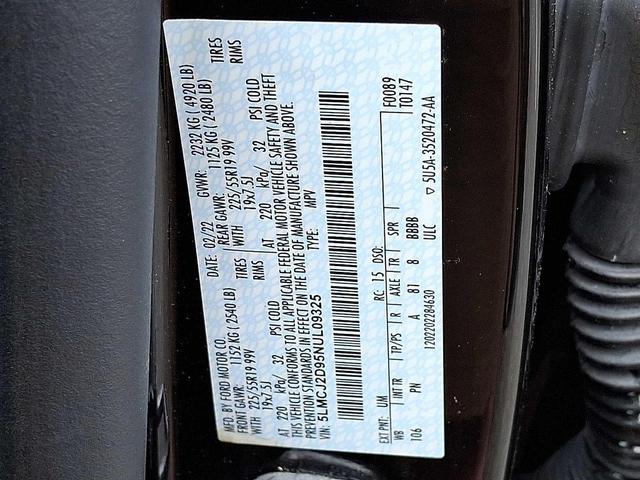 MFD. BY FORD MOTOR CO.
DATE: 02/22 GVWR: 2232 KG ( 4920 LB)
FRONT GAWR: 1152 KG ( 2540 LB) REAR GAWR: 1125 KG ( 2480 LB)
WITH 225/55R19 99V TIRES WITH 225/55R19 99V TIRES
19x7.5J RIMS 19x7.5J RIMS
AT 220 kPa/ 32 PSI COLD AT 220 kPa/ 32 PSI COLD
THIS VEHICLE CONFORMS TO ALL APPLICABLE FEDERAL MOTOR VEHICLE SAFETY AND THEFT
PREVENTION STANDARDS IN EFFECT ON THE DATE OF MANUFACTURE SHOWN ABOVE.
VIN: 5LMCJ2D95NUL09325 TYPE: MPV
EXT PNT: UM RC: 15 DSO: F0089
WB INT TR TP/PS R AXLE TR SPR T0147
106 PN A 81 8 BBBB
1202202284630 ULC ▽ 5U5A-3520472-AA